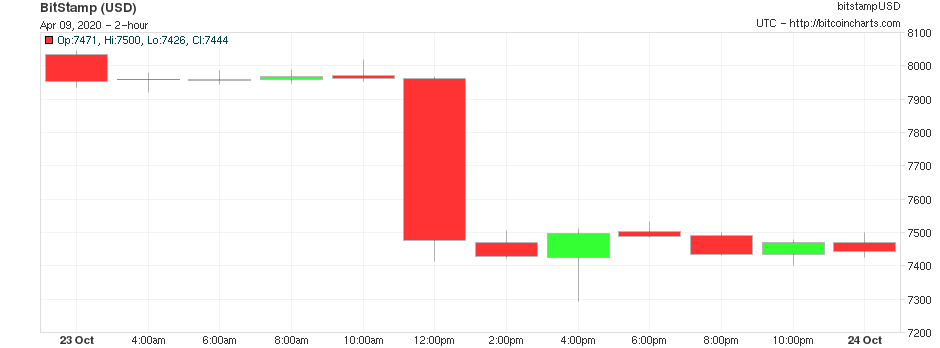 BitStamp (USD)
bitstampUSD
Apr 09, 2020 - 2-hour
UTC - http://bitcoincharts.com
Op:7471, Hi:7500, Lo:7426, Cl:7444
8100
8000
7900
7800
7700
7600
7500
7400
7300
7200
23 Oct 4:00am 6:00am 8:00am 10:00am 12:00pm 2:00pm 4:00pm 6:00pm 8:00pm 10:00pm 24 Oct